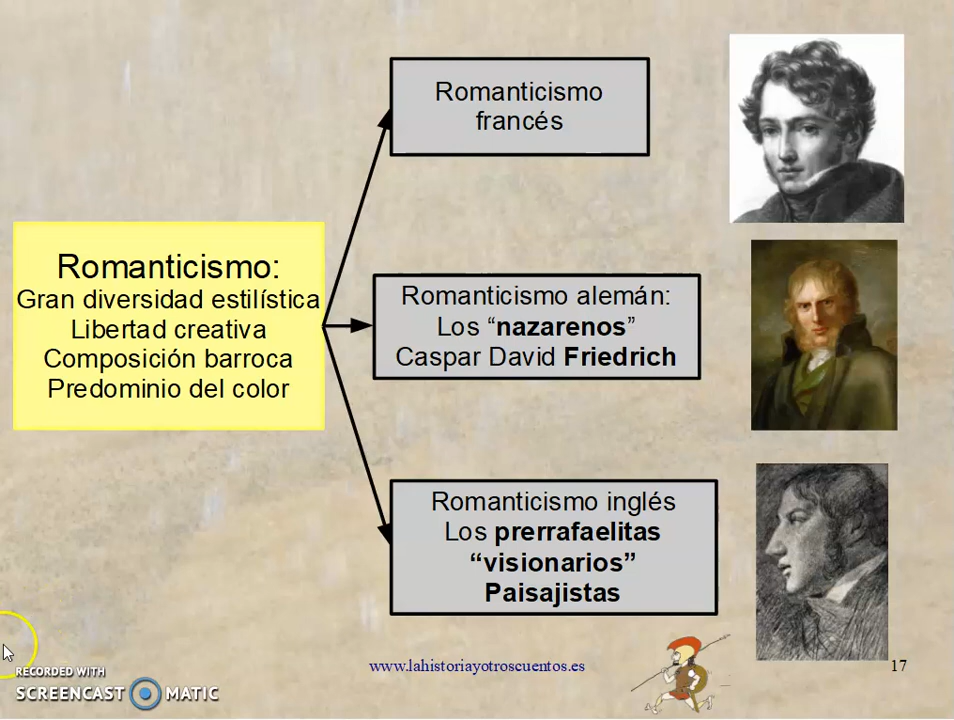 Romanticismo
francés
Romanticismo:
Gran diversidad estilística
Libertad creativa
Composición barroca
Predominio del color
Romanticismo alemán:
Los “nazarenos”
Caspar David Friedrich
Romanticismo inglés
Los prerrafaelitas
“visionarios”
Paisajistas
www.lahistoriayotroscuentos.es
17
RECORDED WITH
SCREENCAST MATIC